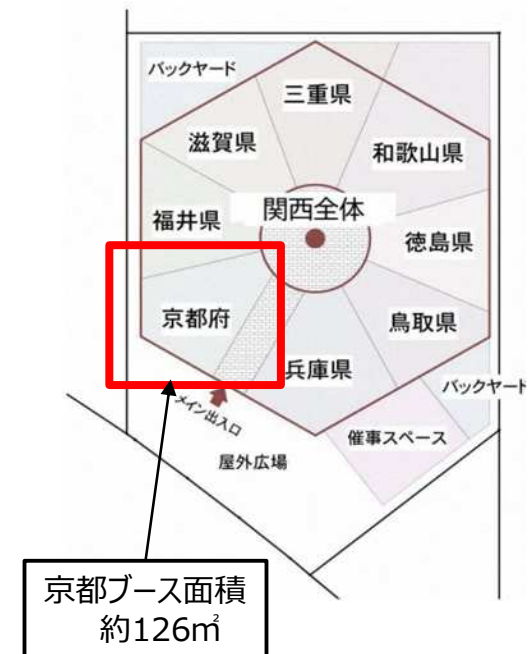 バックヤード
三重県
滋賀県
和歌山県
関西全体
福井県
徳島県
京都府
鳥取県
兵庫県
バックヤード
メイン出入口
催事スペース
屋外広場
京都ブース面積
約126㎡